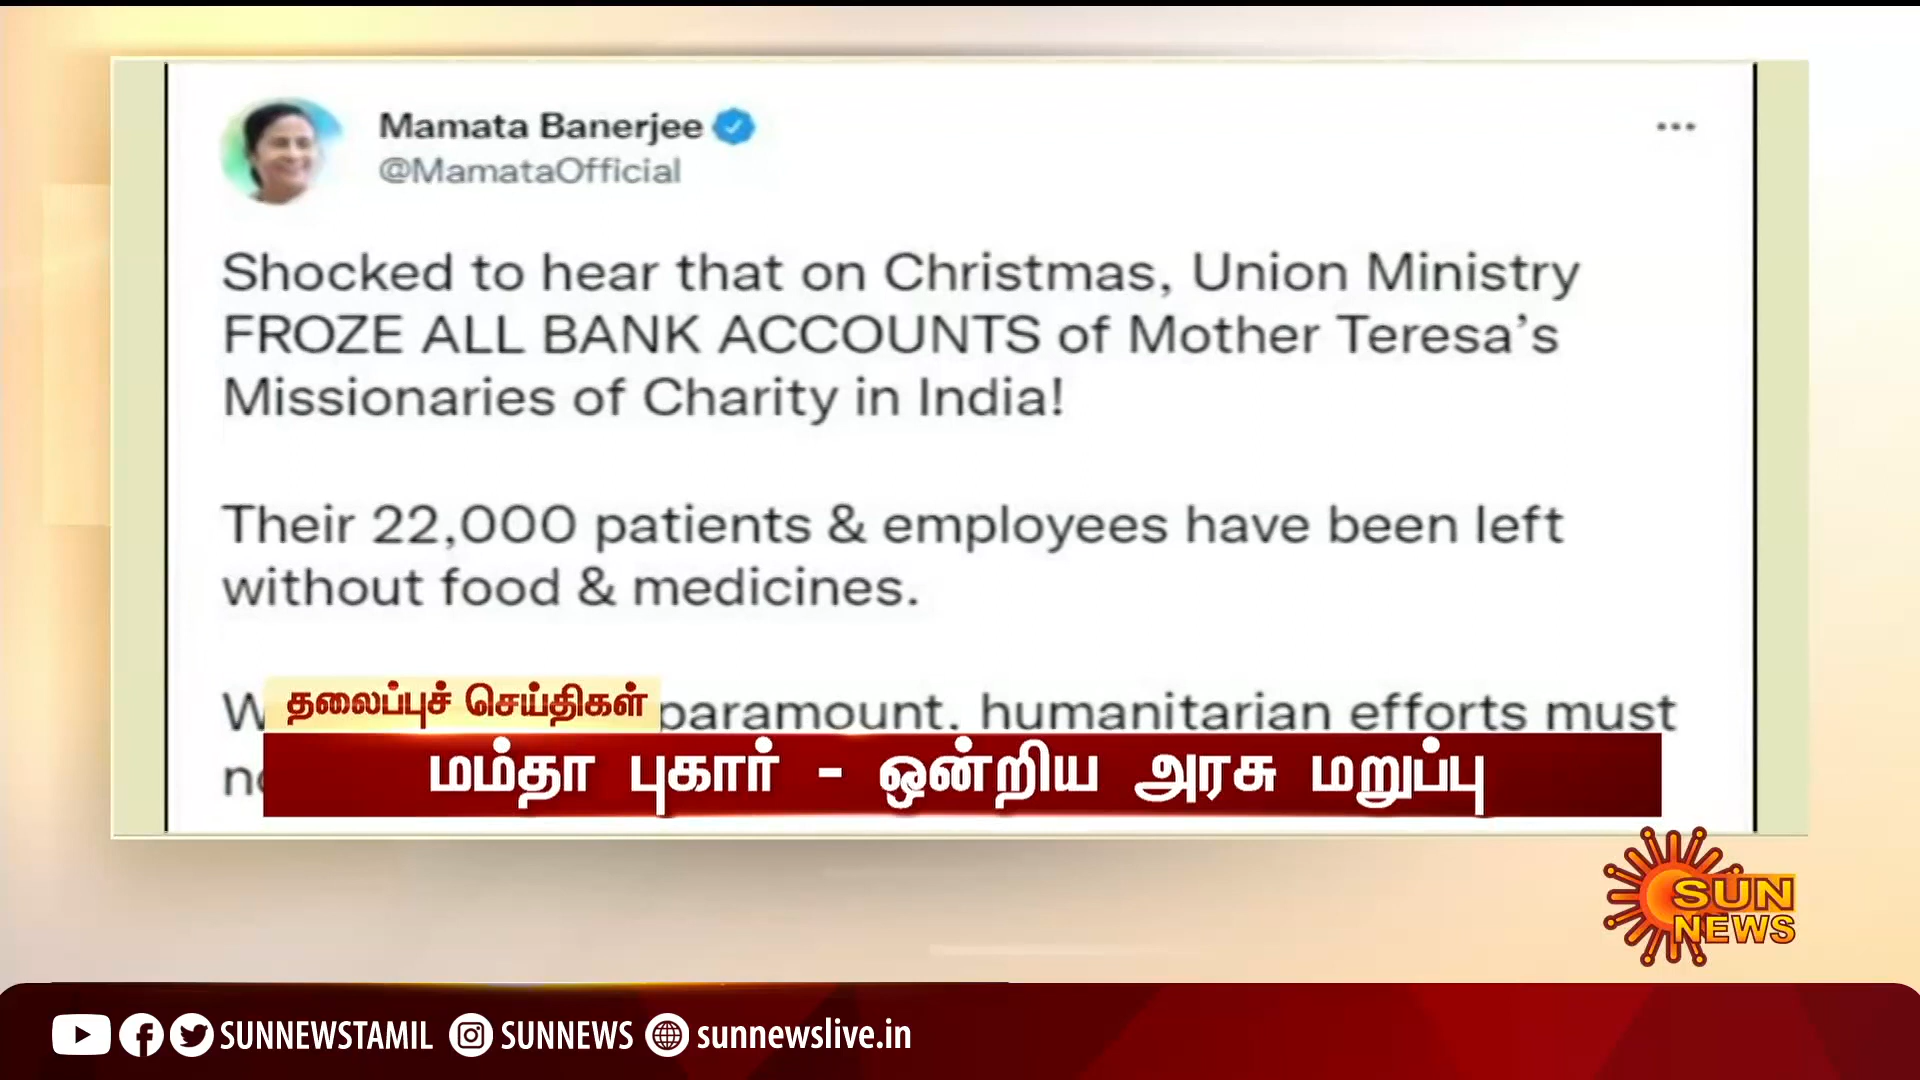 Mamata Banerjee
@MamataOfficial
Shocked to hear that on Christmas, Union Ministry
FROZE ALL BANK ACCOUNTS of Mother Teresa’s
Missionaries of Charity in India!
Their 22,000 patients & employees have been left
without food & medicines.
paramount, humanitarian efforts must
தலைப்புச் செய்திகள்
மம்தா புகார் - ஒன்றிய அரசு மறுப்பு
SUN
NEWS
SUNNEWSTAMIL SUNNEWS sunnewslive.in